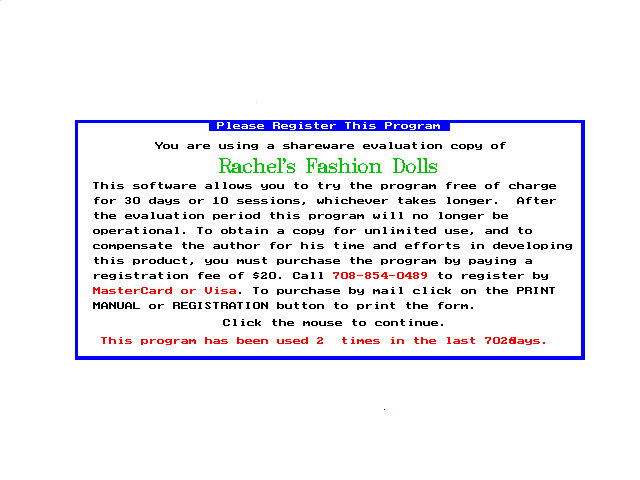 Please Register This Program
You are using a shareware evaluation copy of
Rachel's Fashion Dolls
This software allows you to try the program free of charge
for 30 days or 10 sessions, whichever takes longer.  After
the evaluation period this program will no longer be
operational. To obtain a copy for unlimited use, and to
compensate the author for his time and efforts in developing
this product, you must purchase the program by paying a
registration fee of $20. Call 708-854-0489 to register by
MasterCard or Visa. To purchase by mail click on the PRINT
MANUAL or REGISTRATION button to print the form.
Click the mouse to continue.
This program has been used 2  times in the last 7026days.